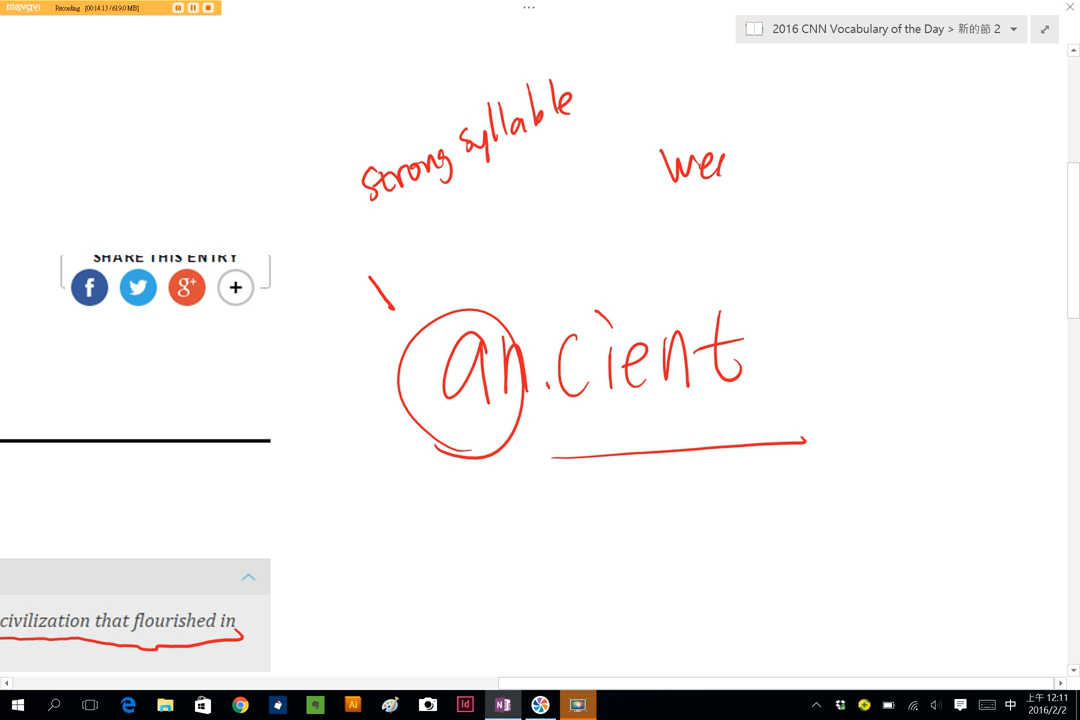 movavi Recording [00:14:13 / 619.0 MB]
2016 CNN Vocabulary of the Day > 新的節 2
strong syllable
wea
SHARE THIS ENTRY
f g+ +
an.cient
civilization that flourished in
e Ai Id N 中
上午 12:11
2016/2/2